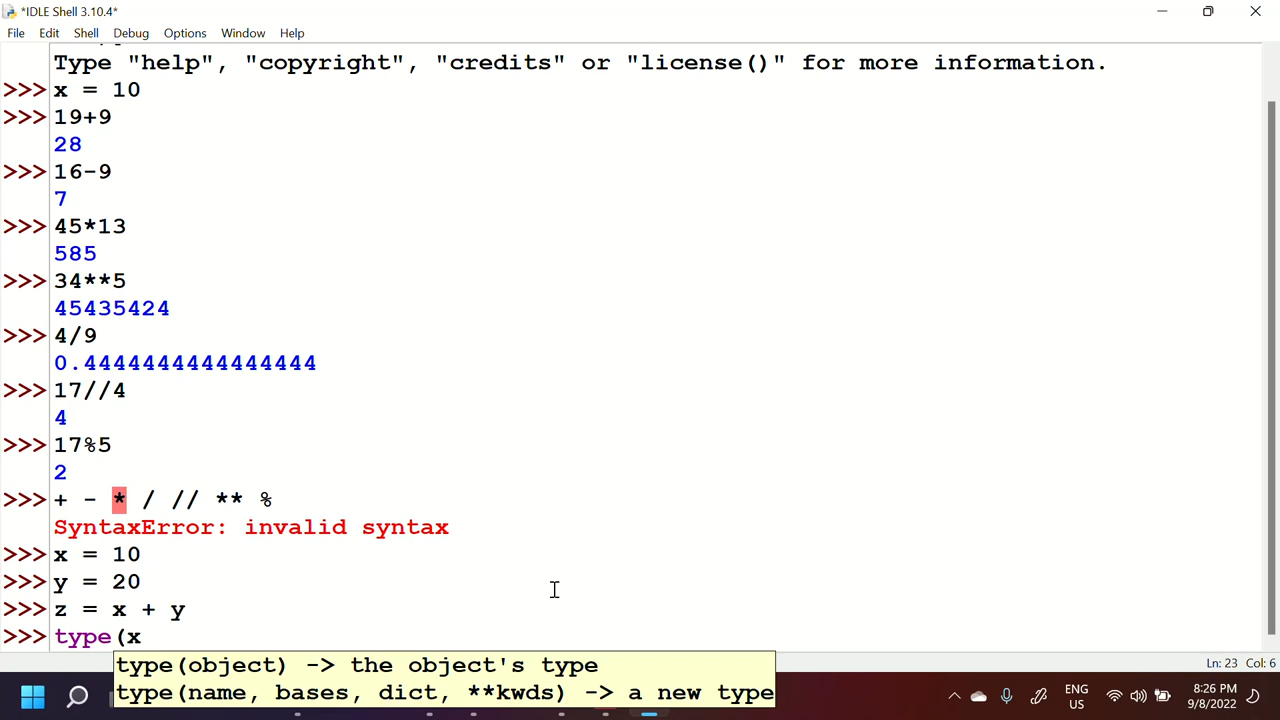 *IDLE Shell 3.10.4*
File Edit Shell Debug Options Window Help
Type "help", "copyright", "credits" or "license()" for more information.
>>> x = 10
>>> 19+9
28
>>> 16-9
7
>>> 45*13
585
>>> 34**5
45435424
>>> 4/9
0.4444444444444444
>>> 17//4
4
>>> 17%5
2
>>> + - * / // ** %
SyntaxError: invalid syntax
>>> x = 10
>>> y = 20
>>> z = x + y
>>> type(x
type(object) -> the object's type
type(name, bases, dict, **kwds) -> a new type
Ln: 23 Col: 6
ENG
US
8:26 PM
9/8/2022